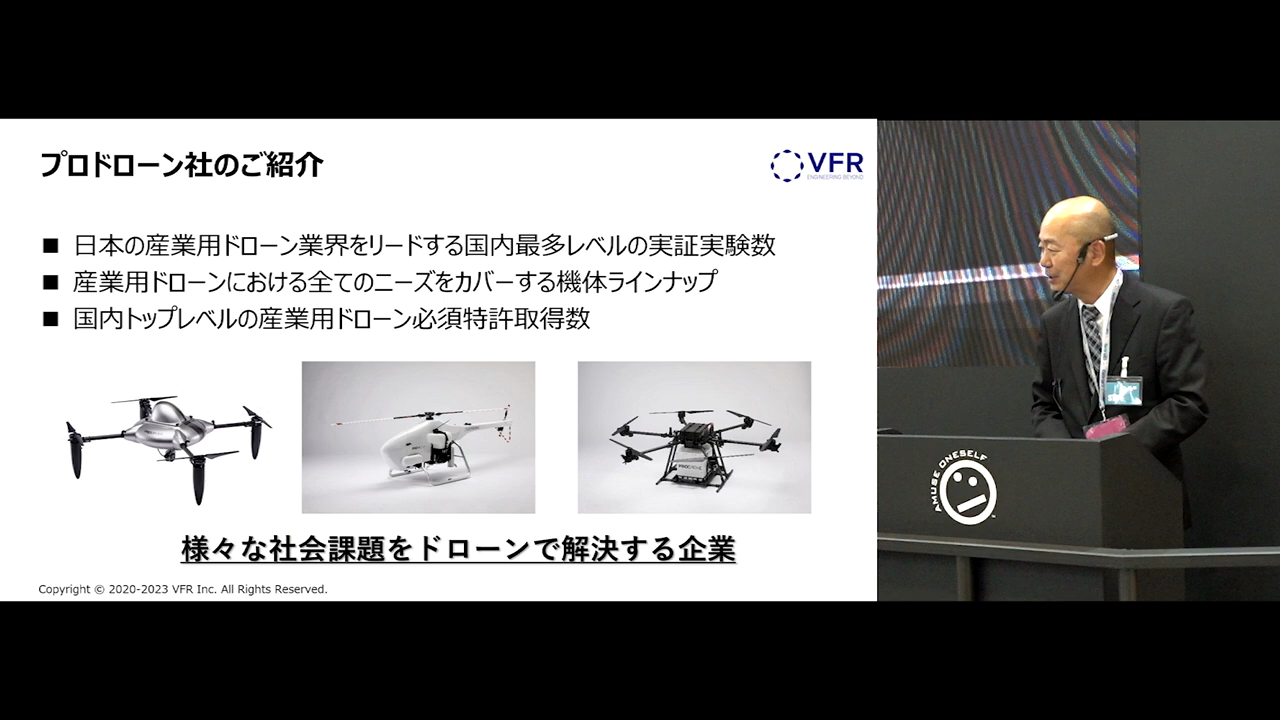 プロドローン社のご紹介
VFR
ENGINEERING BEYOND
■ 日本の産業用ドローン業界をリードする国内最多レベルの実証実験数
■ 産業用ドローンにおける全てのニーズをカバーする機体ラインナップ
■ 国内トップレベルの産業用ドローン必須特許取得数
様々な社会課題をドローンで解決する企業
Copyright © 2020-2023 VFR Inc. All Rights Reserved.
AMUSE ONESELF